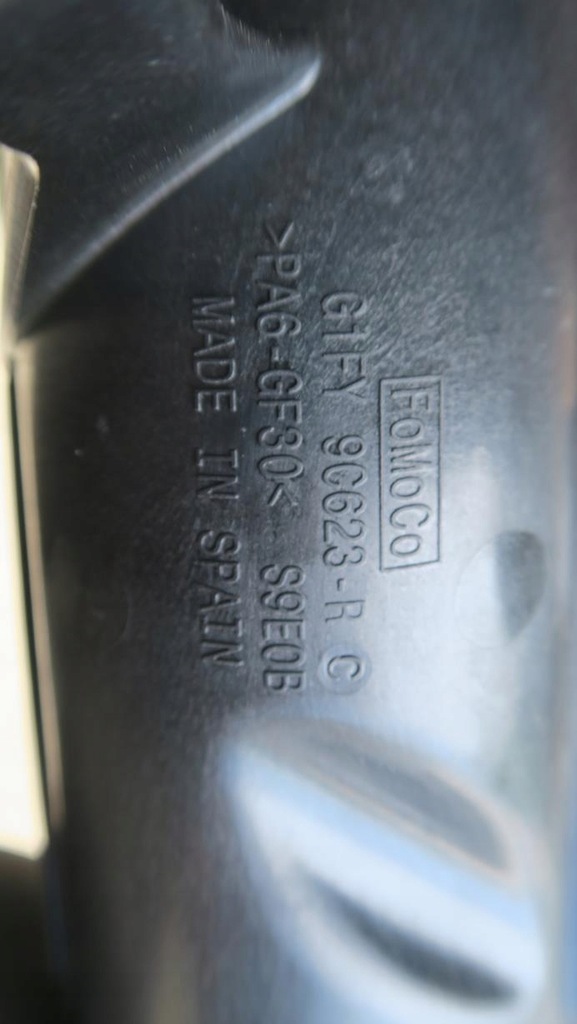 FoMoCo
G1FY 9C623-R C
>PA6-GF30< S9E0B
MADE IN SPAIN